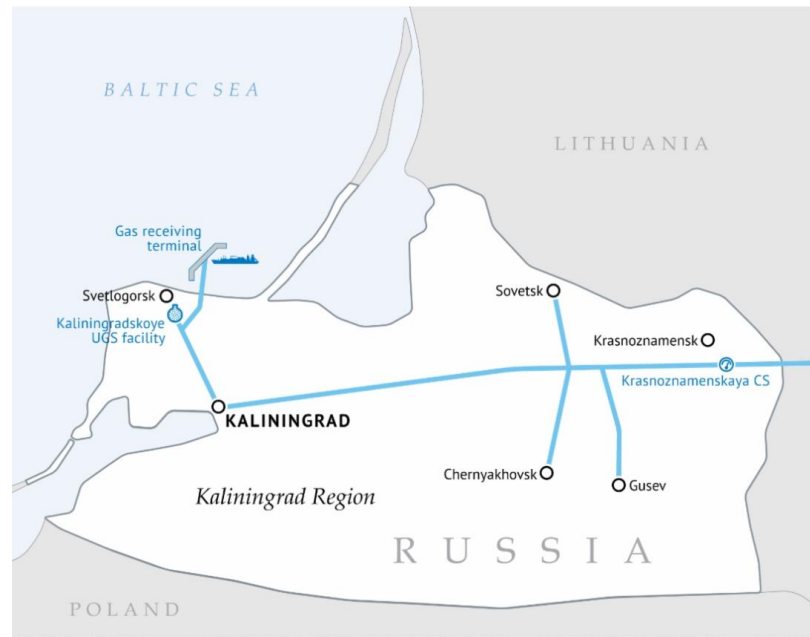 BALTIC SEA
LITHUANIA
Gas receiving
terminal
Svetlogorsk
Sovetsk
Kaliningradskoye
UGS facility
Krasnoznamensk
Krasnoznamenskaya CS
KALININGRAD
Chernyakhovsk
Gusev
Kaliningrad Region
RUSSIA
POLAND